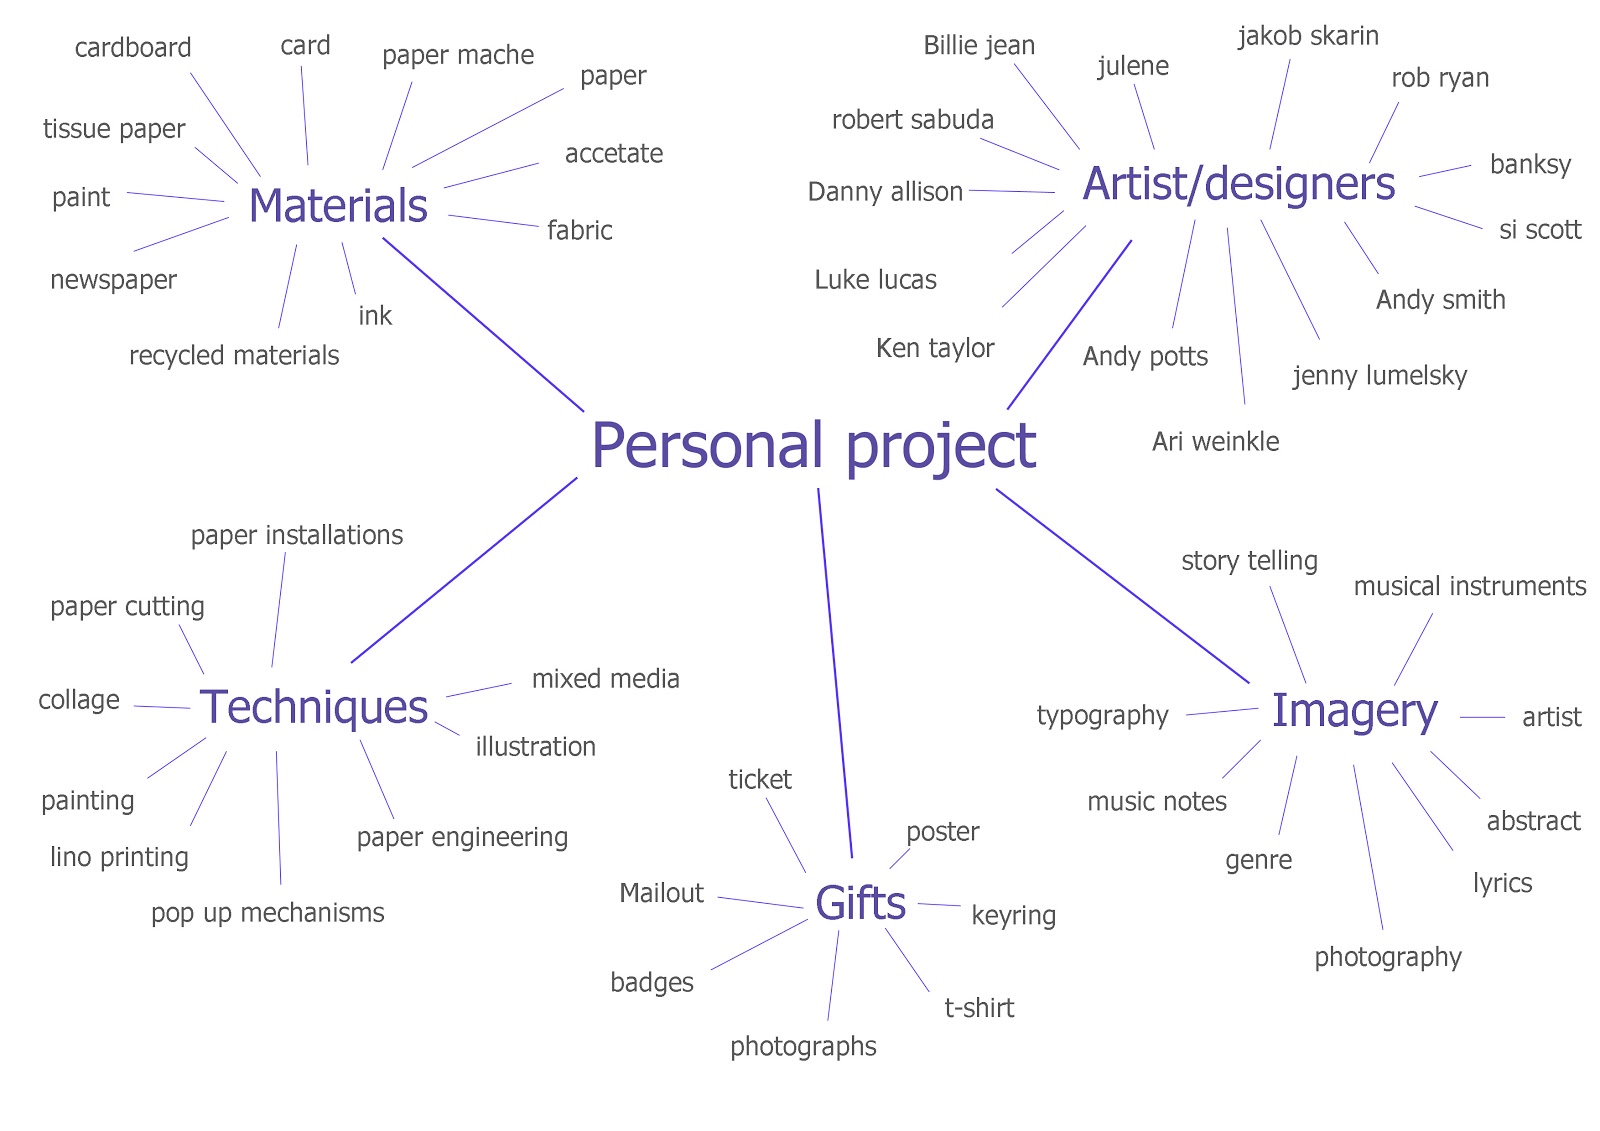 cardboard
card
paper mache
paper
tissue paper
accetate
paint
Materials
fabric
newspaper
ink
recycled materials
Billie jean
julene
jakob skarin
rob ryan
robert sabuda
banksy
Danny allison
Artist/designers
si scott
Luke lucas
Andy smith
Ken taylor
Andy potts
jenny lumelsky
Ari weinkle
Personal project
paper installations
paper cutting
mixed media
collage
Techniques
illustration
painting
paper engineering
lino printing
pop up mechanisms
ticket
poster
Mailout
Gifts
keyring
badges
t-shirt
photographs
story telling
musical instruments
typography
Imagery
artist
music notes
abstract
genre
lyrics
photography